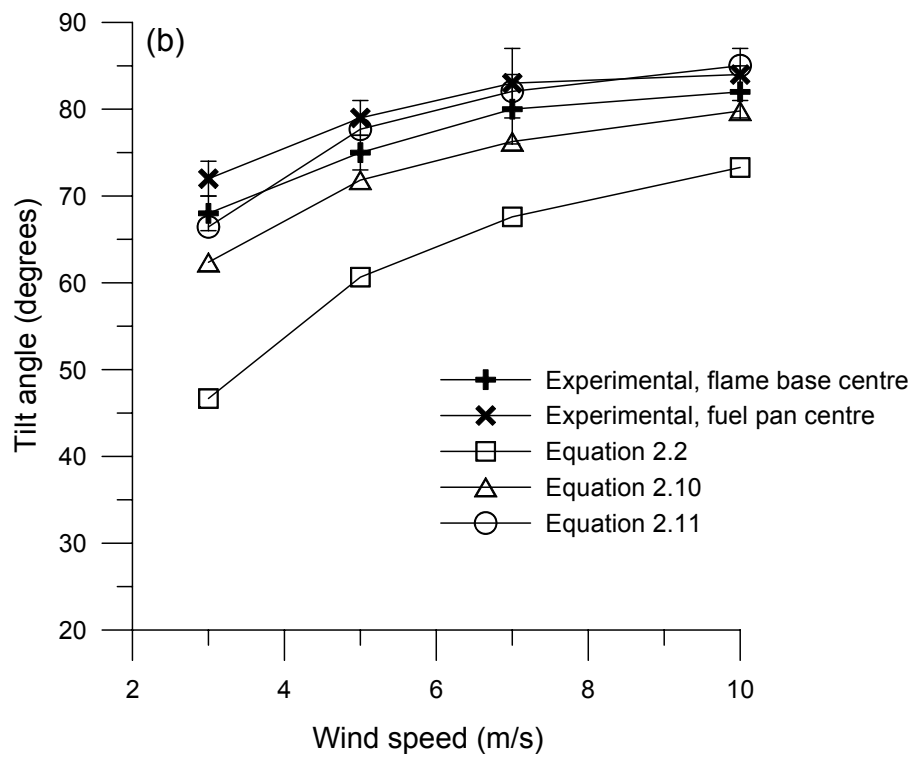 (b)
90
80
70
60
50
40
30
20
Tilt angle (degrees)
Experimental, flame base centre
Experimental, fuel pan centre
Equation 2.2
Equation 2.10
Equation 2.11
2 4 6 8 10
Wind speed (m/s)